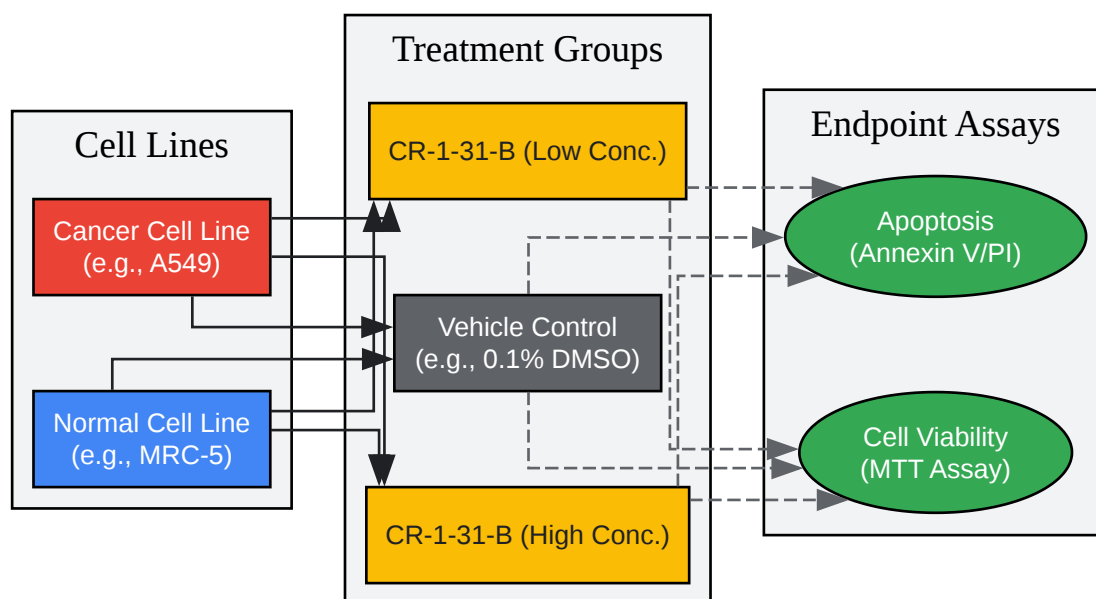 Cell Lines
Cancer Cell Line
(e.g., A549)
Normal Cell Line
(e.g., MRC-5)
Treatment Groups
CR-1-31-B (Low Conc.)
Vehicle Control
(e.g., 0.1% DMSO)
CR-1-31-B (High Conc.)
Endpoint Assays
Apoptosis
(Annexin V/PI)
Cell Viability
(MTT Assay)